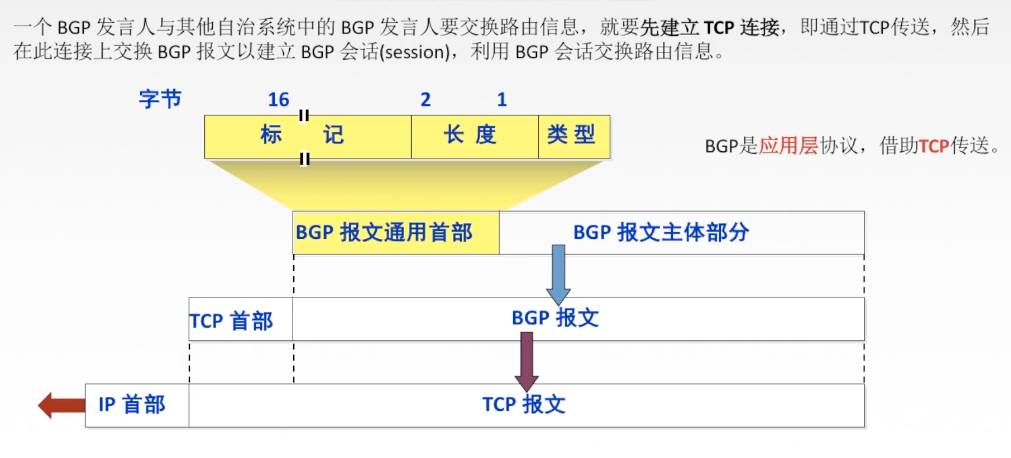 一个 BGP 发言人与其他自治系统中的 BGP 发言人要交换路由信息，就要先建立 TCP 连接，即通过TCP传送，然后
在此连接上交换 BGP 报文以建立 BGP 会话(session)，利用 BGP 会话交换路由信息。
字节 16 2 1
标 记 长 度 类 型
BGP是应用层协议，借助TCP传送。
BGP 报文通用首部 BGP 报文主体部分
TCP 首部 BGP 报文
IP 首部 TCP 报文